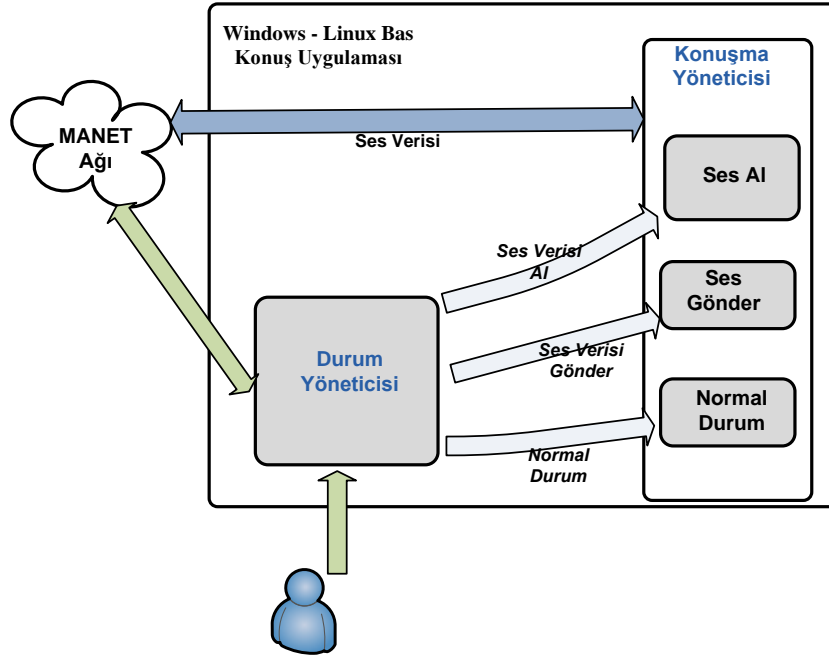 Windows - Linux Bas
Konuş Uygulaması
Konuşma
Yöneticisi
MANET
Ağı
Ses Verisi
Ses Al
Ses Verisi
Al
Ses
Gönder
Durum
Yöneticisi
Ses Verisi
Gönder
Normal
Durum
Normal
Durum